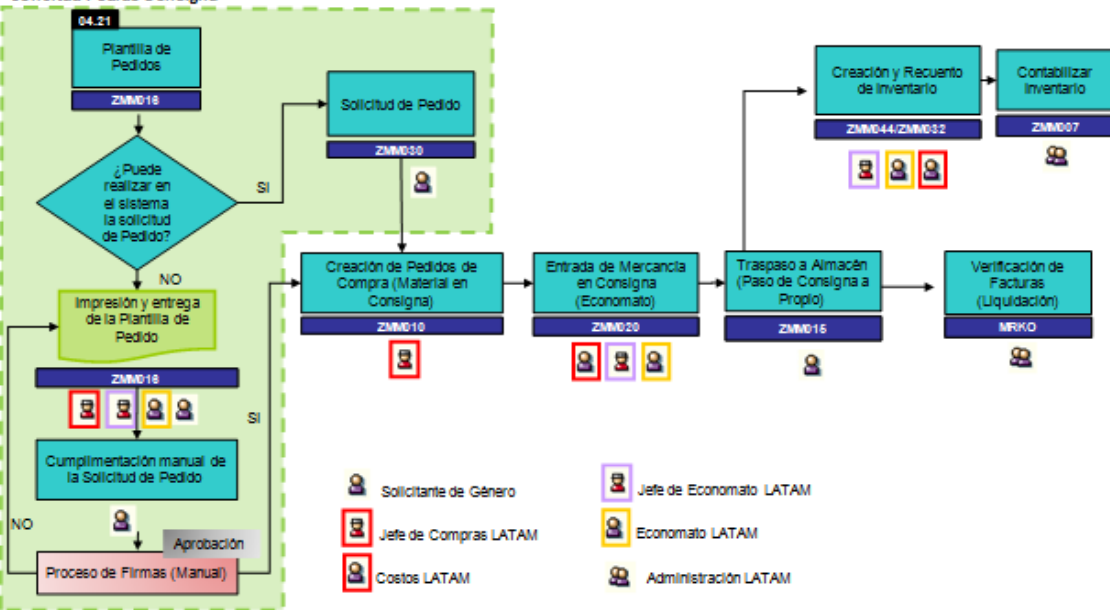 04.21
Plantilla de
Pedidos
ZMM016
¿Puede
realizar en
el sistema
la solicitud
de Pedido?
SI
NO
Solicitud de Pedido
ZMM030
Impresión y entrega
de la Plantilla de
Pedido
ZMM016
Cumplimentación manual de
la Solicitud de Pedido
NO
Aprobación
Proceso de Firmas (Manual)
SI
Creación de Pedidos de
Compra (Material en
Consigna)
ZMM010
Entrada de Mercancía
en Consigna
(Economato)
ZMM020
Traspaso a Almacén
(Paso de Consigna a
Propio)
ZMM015
Creación y Recuento
de Inventario
ZMM044/ZMM032
Contabilizar
Inventario
ZMM007
Verificación de
Facturas
(Liquidación)
MRKO
Solicitante de Género
Jefe de Compras LATAM
Costos LATAM
Jefe de Economato LATAM
Economato LATAM
Administración LATAM